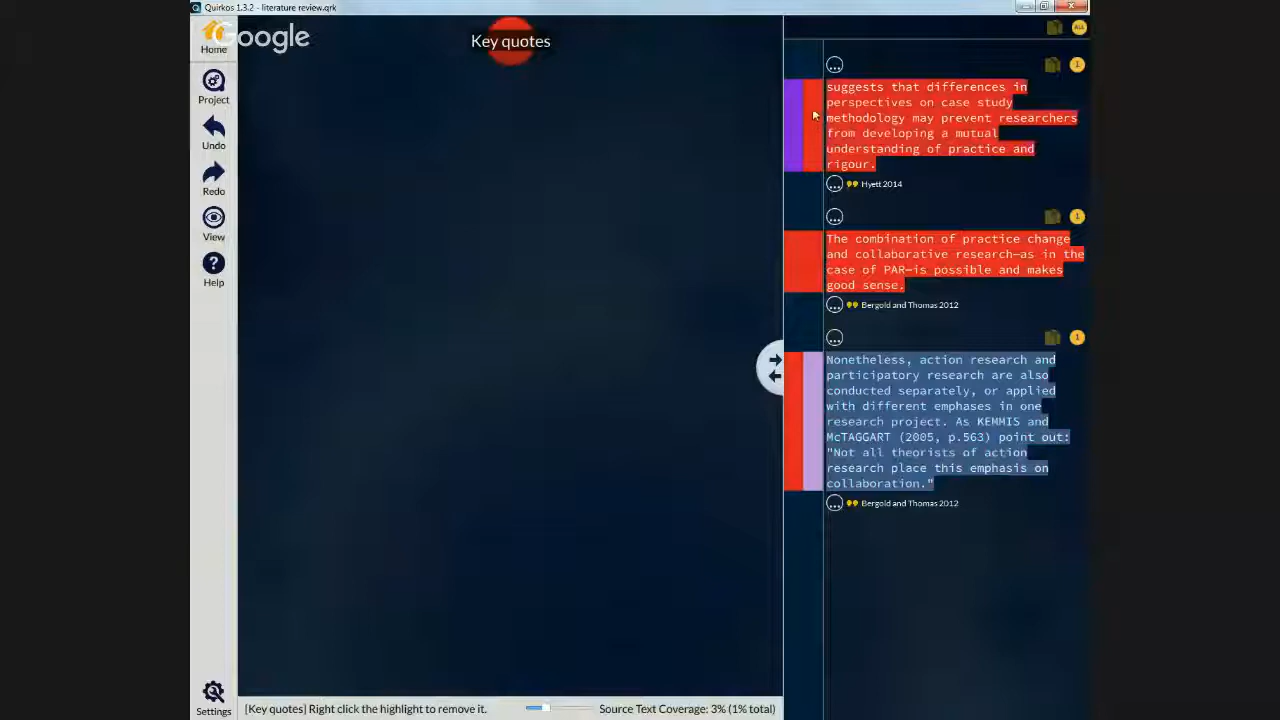 Quirkos 1.3.2 - literature review.qrk
Google
Home
Project
Undo
Redo
View
Help
Settings
Key quotes
ALL
1
suggests that differences in
perspectives on case study
methodology may prevent researchers
from developing a mutual
understanding of practice and
rigour.
Hyett 2014
1
The combination of practice change
and collaborative research—as in the
case of PAR—is possible and makes
good sense.
Bergold and Thomas 2012
1
Nonetheless, action research and
participatory research are also
conducted separately, or applied
with different emphases in one
research project. As KEMMIS and
McTAGGART (2005, p.563) point out:
"Not all theorists of action
research place this emphasis on
collaboration."
Bergold and Thomas 2012
[Key quotes] Right click the highlight to remove it.
Source Text Coverage: 3% (1% total)